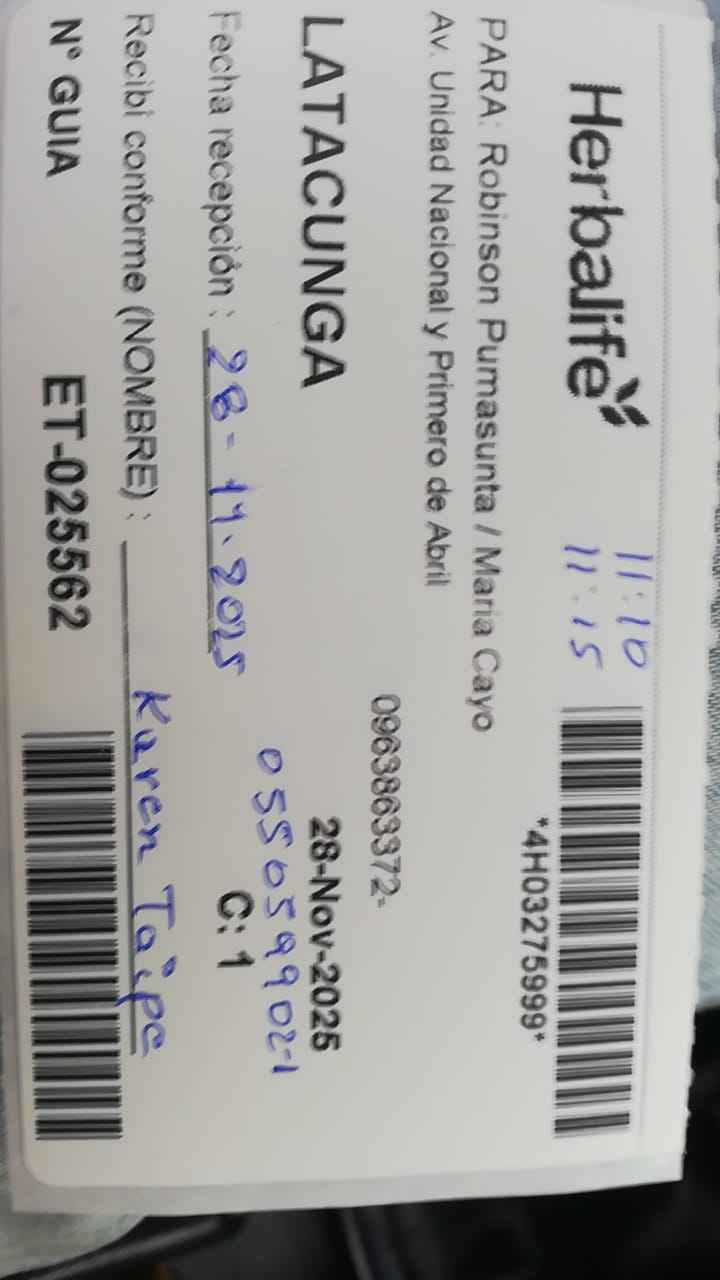 Herbalife
11:10
11:15
*4H03275999*
PARA: Robinson Pumasunta / Maria Cayo
Av. Unidad Nacional y Primero de Abril
0963863372-
LATACUNGA
28-Nov-2025
Fecha recepción : 28-11-2025
0550599021
C: 1
Recibí conforme (NOMBRE) : Karen Taipe
N° GUIA ET-025562